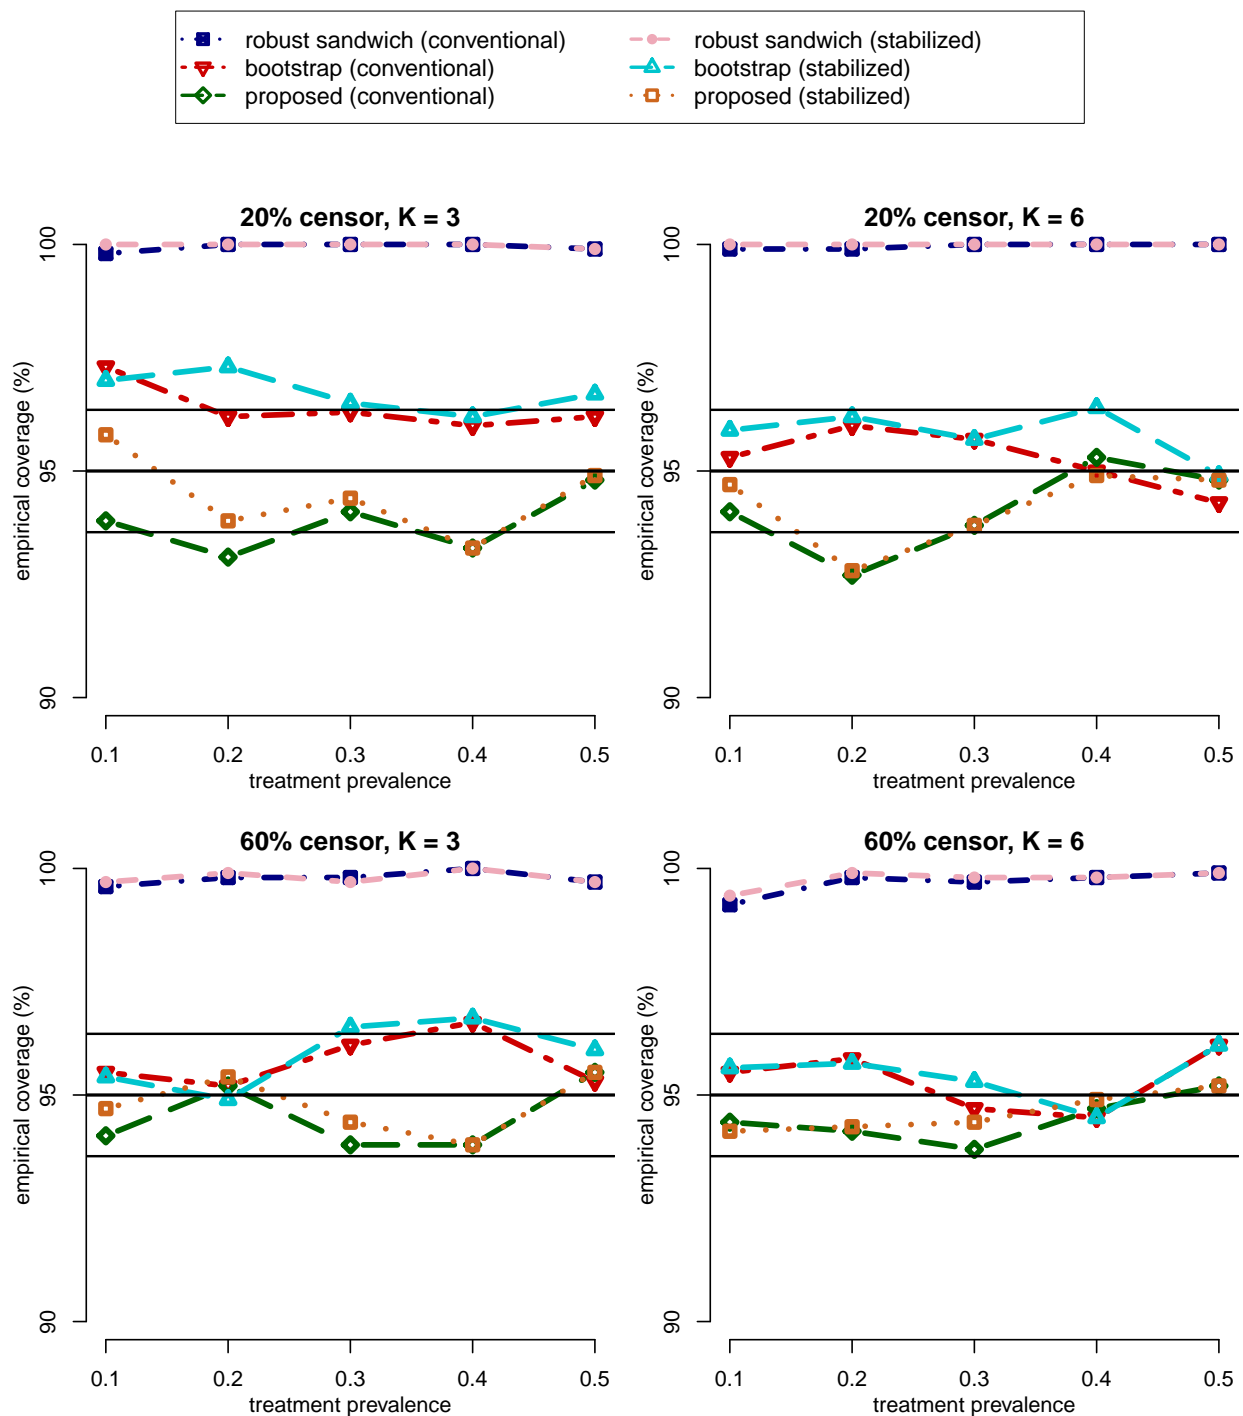 robust sandwich (conventional)
bootstrap (conventional)
proposed (conventional)
robust sandwich (stabilized)
bootstrap (stabilized)
proposed (stabilized)
20% censor, K = 3
empirical coverage (%)
100
95
90
0.1 0.2 0.3 0.4 0.5
treatment prevalence
20% censor, K = 6
empirical coverage (%)
100
95
90
0.1 0.2 0.3 0.4 0.5
treatment prevalence
60% censor, K = 3
empirical coverage (%)
100
95
90
0.1 0.2 0.3 0.4 0.5
treatment prevalence
60% censor, K = 6
empirical coverage (%)
100
95
90
0.1 0.2 0.3 0.4 0.5
treatment prevalence